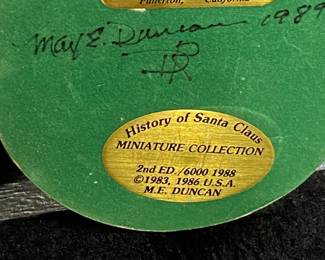 Fullerton, California
May E. Duncan 1989
History of Santa Claus
MINIATURE COLLECTION
2nd ED./6000 1988
©1983, 1986 U.S.A.
M.E. DUNCAN